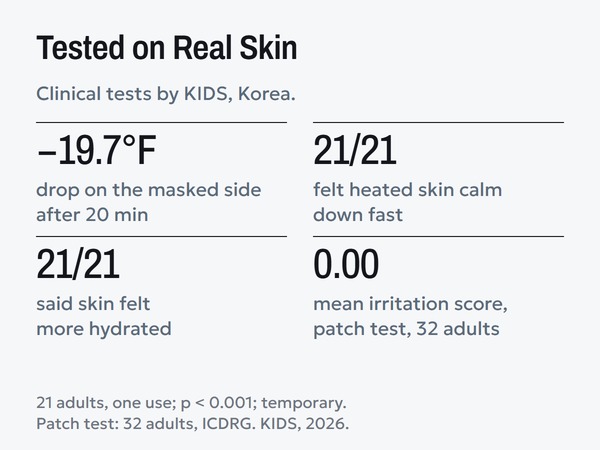 Tested on Real Skin
Clinical tests by KIDS, Korea.
−19.7°F
drop on the masked side
after 20 min
21/21
felt heated skin calm
down fast
21/21
said skin felt
more hydrated
0.00
mean irritation score,
patch test, 32 adults
21 adults, one use; p < 0.001; temporary.
Patch test: 32 adults, ICDRG. KIDS, 2026.